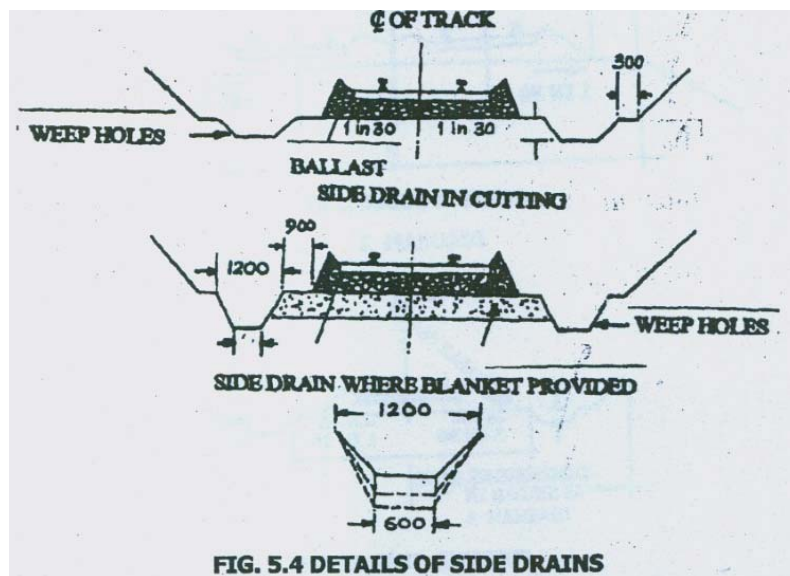 ℄ OF TRACK
300
WEEP HOLES
1 in 30
1 in 30
BALLAST
SIDE DRAIN IN CUTTING
900
1200
WEEP HOLES
SIDE DRAIN WHERE BLANKET PROVIDED
1200
600
FIG. 5.4 DETAILS OF SIDE DRAINS